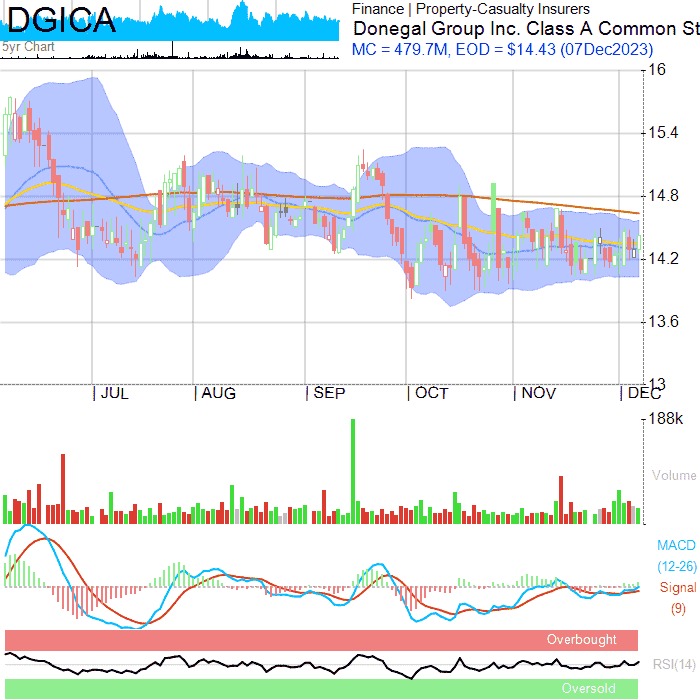 DGICA
5yr Chart
Finance | Property-Casualty Insurers
Donegal Group Inc. Class A Common St
MC = 479.7M, EOD = $14.43 (07Dec2023)
16
15.4
14.8
14.2
13.6
13
JUL AUG SEP OCT NOV DEC
188k
Volume
MACD
(12-26)
Signal
(9)
Overbought
RSI(14)
Oversold